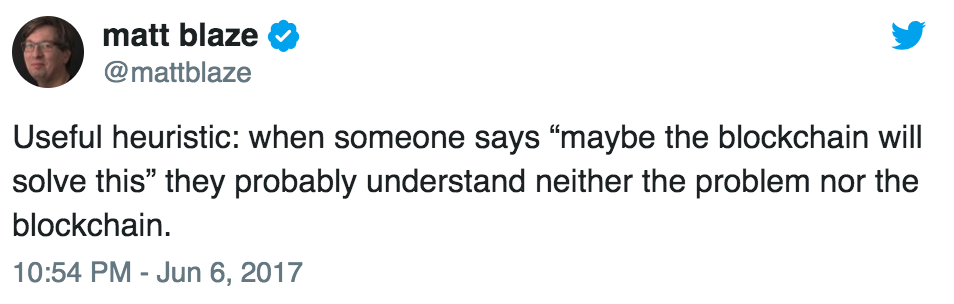 matt blaze
@mattblaze
Useful heuristic: when someone says “maybe the blockchain will
solve this” they probably understand neither the problem nor the
blockchain.
10:54 PM - Jun 6, 2017